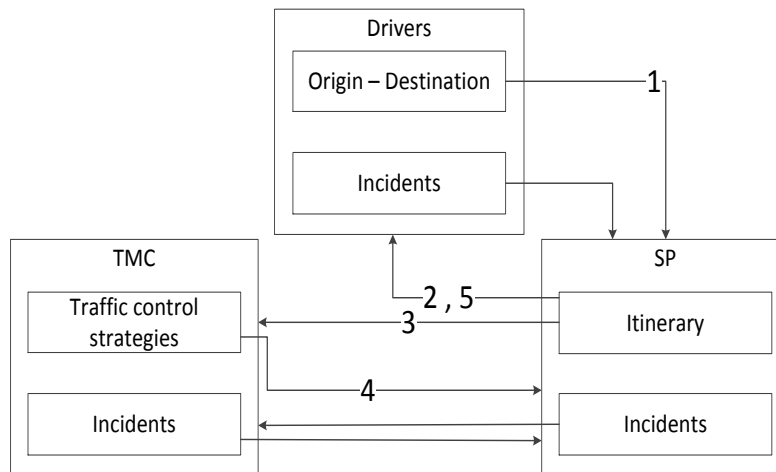 Drivers
Origin – Destination
1
Incidents
TMC
SP
Traffic control
strategies
2 , 5
3
Itinerary
4
Incidents
Incidents